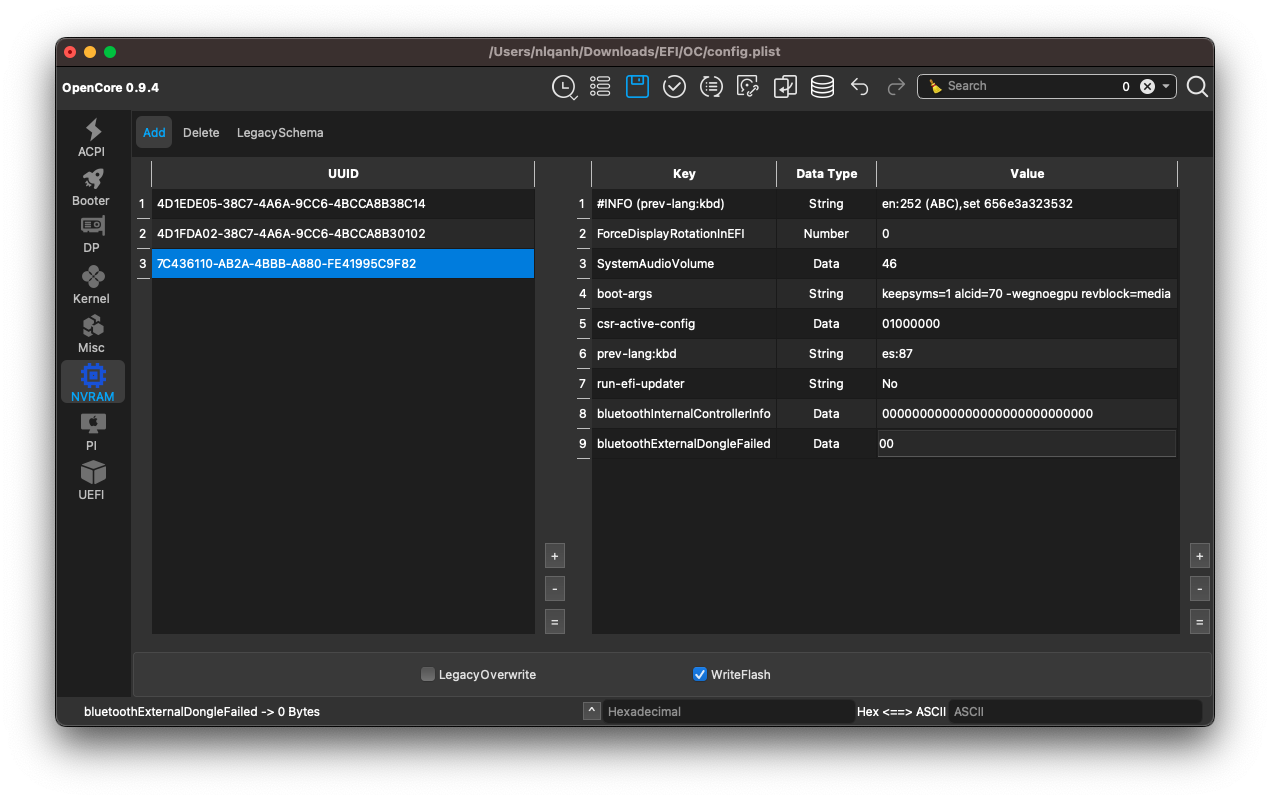 /Users/nlqanh/Downloads/EFI/OC/config.plist
OpenCore 0.9.4
Search 0
ACPI
Booter
DP
Kernel
Misc
NVRAM
PI
UEFI
Add Delete LegacySchema
UUID
1 4D1EDE05-38C7-4A6A-9CC6-4BCCA8B38C14
2 4D1FDA02-38C7-4A6A-9CC6-4BCCA8B30102
3 7C436110-AB2A-4BBB-A880-FE41995C9F82
+
-
=
Key Data Type Value
1 #INFO (prev-lang:kbd) String en:252 (ABC),set 656e3a323532
2 ForceDisplayRotationInEFI Number 0
3 SystemAudioVolume Data 46
4 boot-args String keepsyms=1 alcid=70 -wegnoegpu revblock=media
5 csr-active-config Data 01000000
6 prev-lang:kbd String es:87
7 run-efi-updater String No
8 bluetoothInternalControllerInfo Data 0000000000000000000000000000
9 bluetoothExternalDongleFailed Data 00
+
-
=
LegacyOverwrite WriteFlash
bluetoothExternalDongleFailed -> 0 Bytes ^ Hexadecimal Hex <==> ASCII ASCII